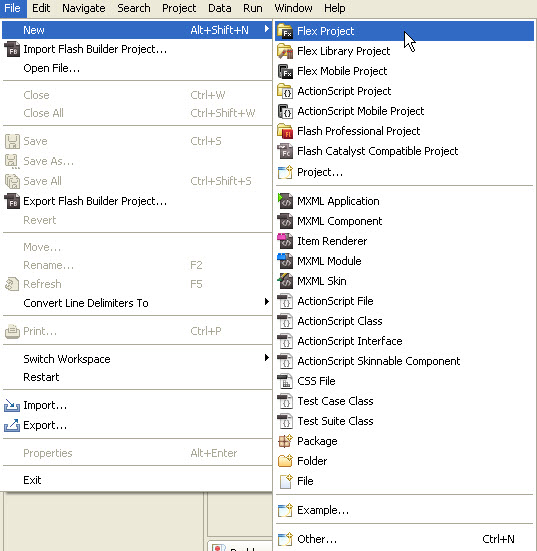 File Edit Navigate Search Project Data Run Window Help
New Alt+Shift+N
Import Flash Builder Project...
Open File...
Close Ctrl+W
Close All Ctrl+Shift+W
Save Ctrl+S
Save As...
Save All Ctrl+Shift+S
Export Flash Builder Project...
Revert
Move...
Rename... F2
Refresh F5
Convert Line Delimiters To
Print... Ctrl+P
Switch Workspace
Restart
Import...
Export...
Properties Alt+Enter
Exit
Flex Project
Flex Library Project
Flex Mobile Project
ActionScript Project
ActionScript Mobile Project
Flash Professional Project
Flash Catalyst Compatible Project
Project...
MXML Application
MXML Component
Item Renderer
MXML Module
MXML Skin
ActionScript File
ActionScript Class
ActionScript Interface
ActionScript Skinnable Component
CSS File
Test Case Class
Test Suite Class
Package
Folder
File
Example...
Other... Ctrl+N